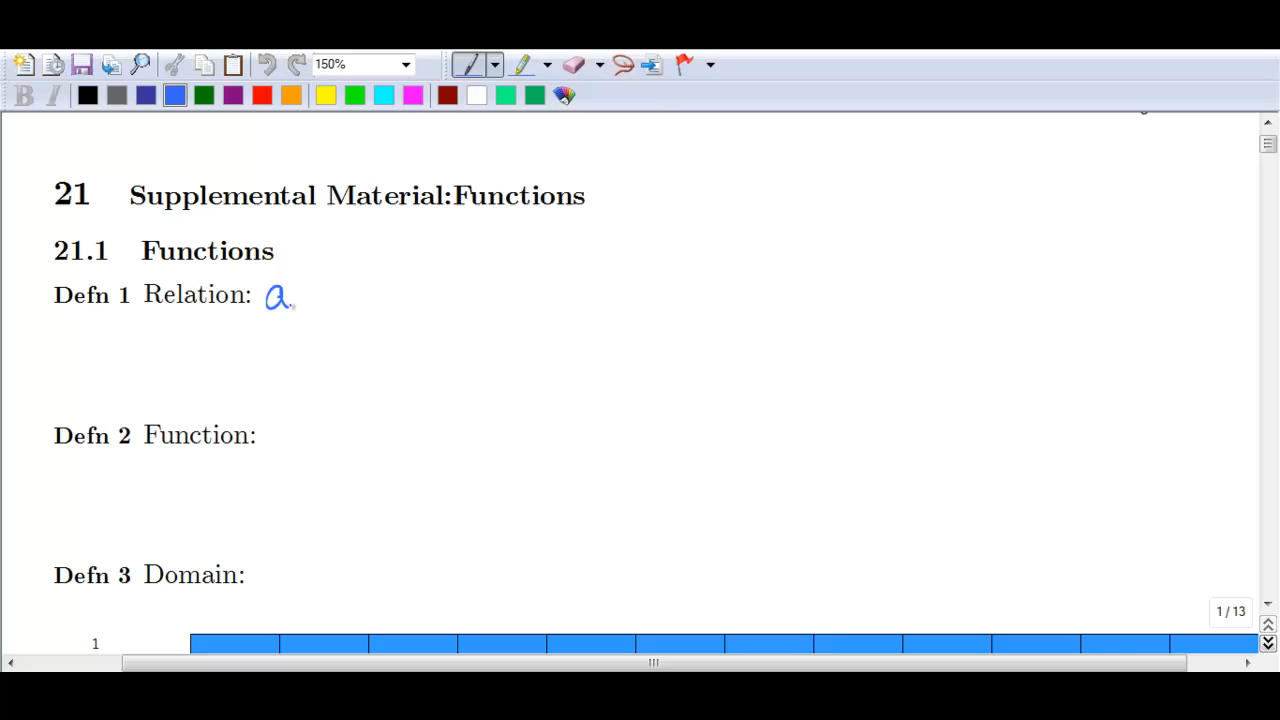 150%
B I
21 Supplemental Material:Functions
21.1 Functions
Defn 1 Relation: a
Defn 2 Function:
Defn 3 Domain:
1 / 13
1